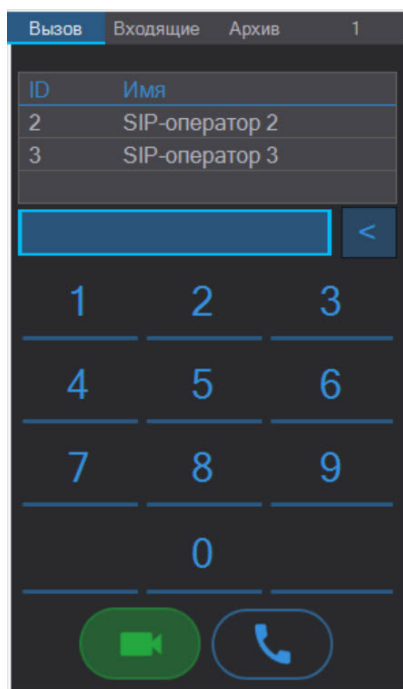 Вызов Входящие Архив 1
ID Имя
2 SIP-оператор 2
3 SIP-оператор 3
<
1 2 3
4 5 6
7 8 9
0